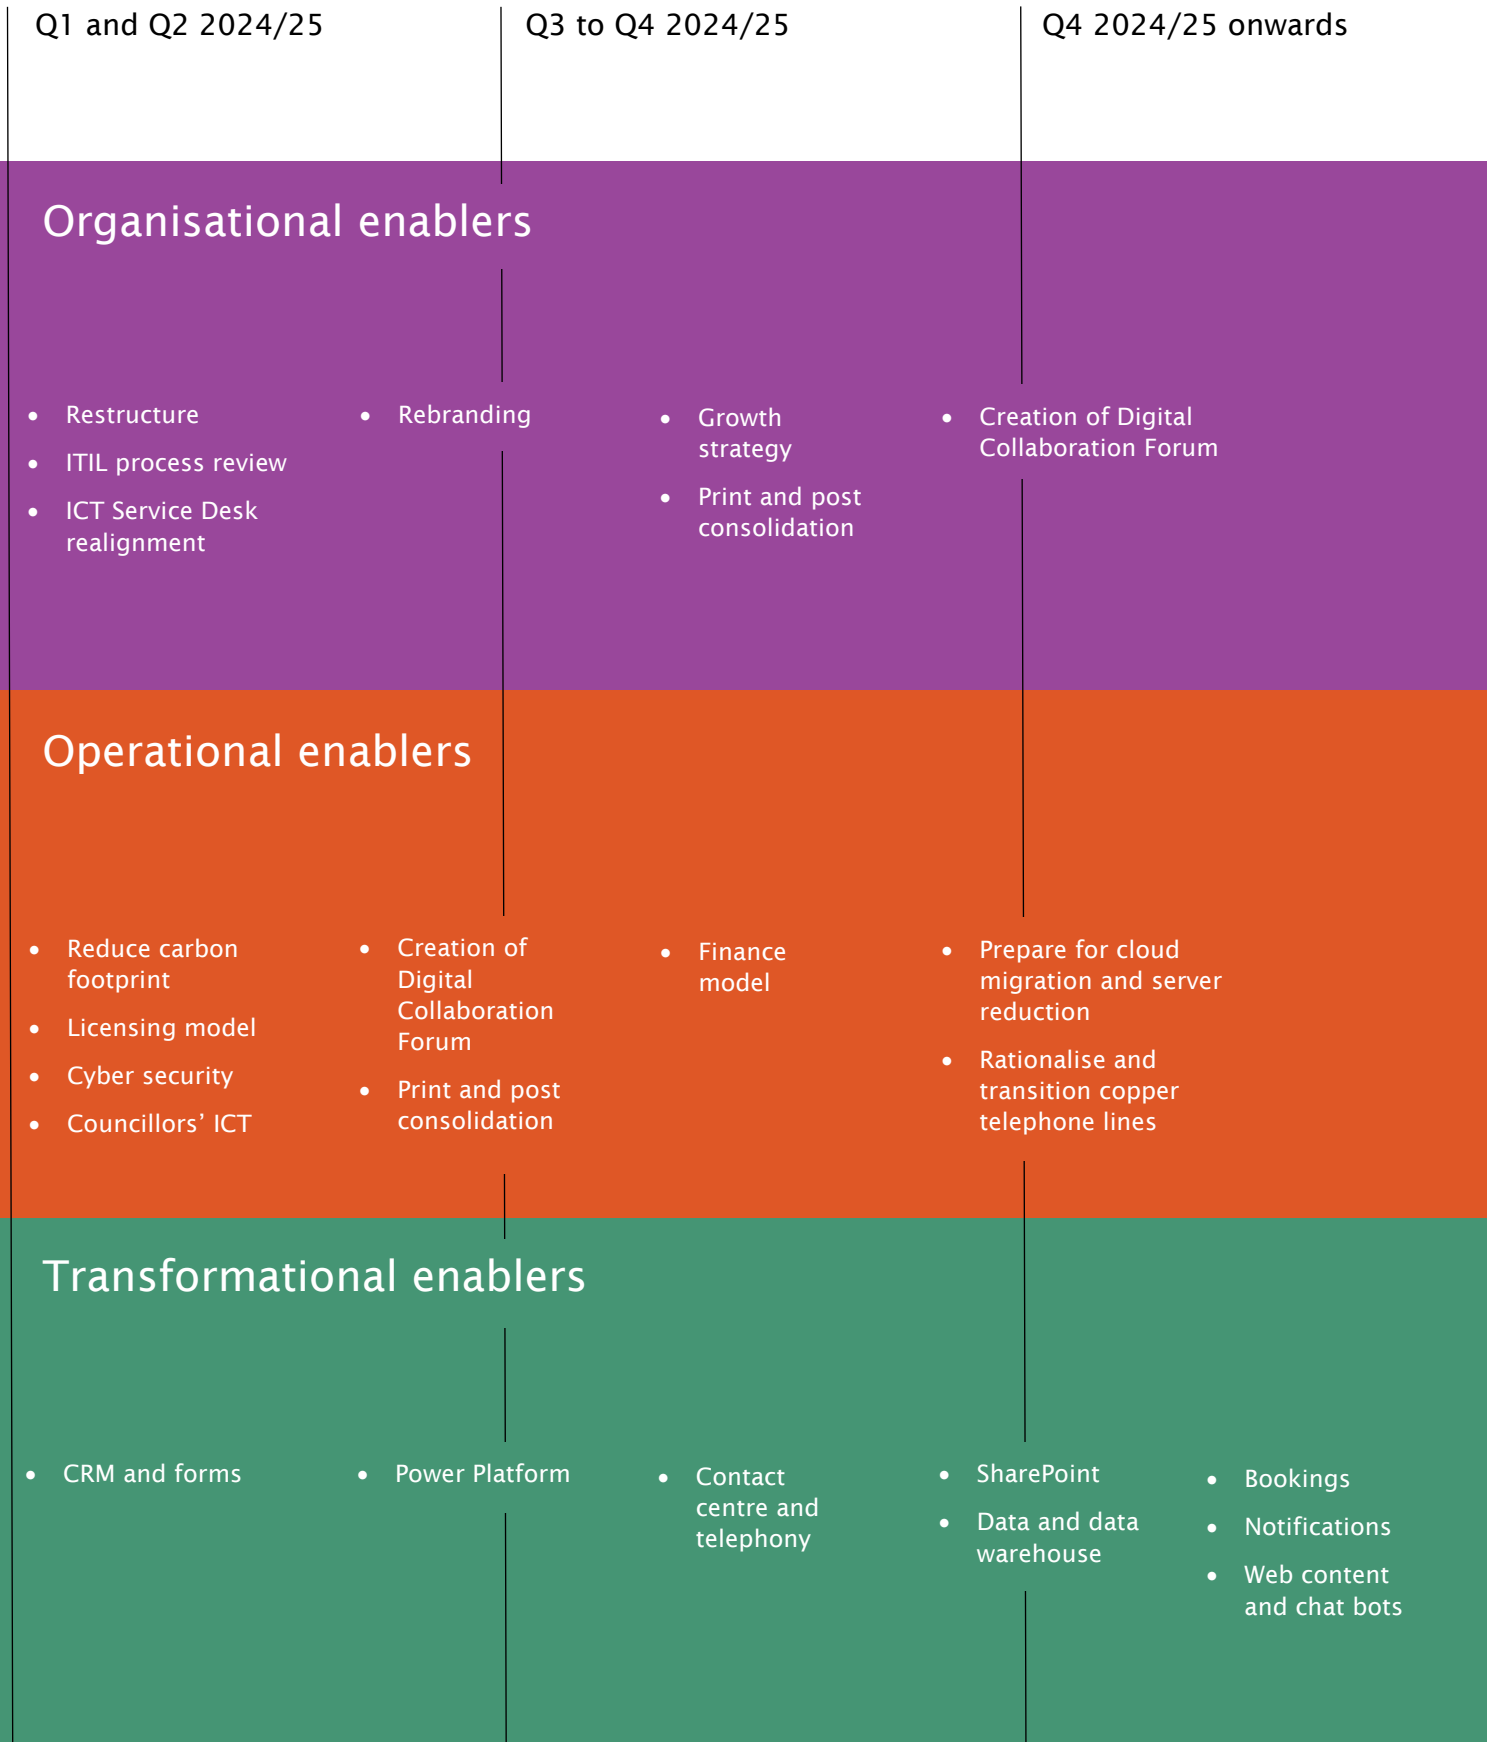 Q1 and Q2 2024/25
Q3 to Q4 2024/25
Q4 2024/25 onwards
Organisational enablers
• Restructure
• ITIL process review
• ICT Service Desk
realignment
• Rebranding
• Growth
strategy
• Print and post
consolidation
• Creation of Digital
Collaboration Forum
Operational enablers
• Reduce carbon
footprint
• Licensing model
• Cyber security
• Councillors’ ICT
• Creation of
Digital
Collaboration
Forum
• Print and post
consolidation
• Finance
model
• Prepare for cloud
migration and server
reduction
• Rationalise and
transition copper
telephone lines
Transformational enablers
• CRM and forms
• Power Platform
• Contact
centre and
telephony
• SharePoint
• Data and data
warehouse
• Bookings
• Notifications
• Web content
and chat bots